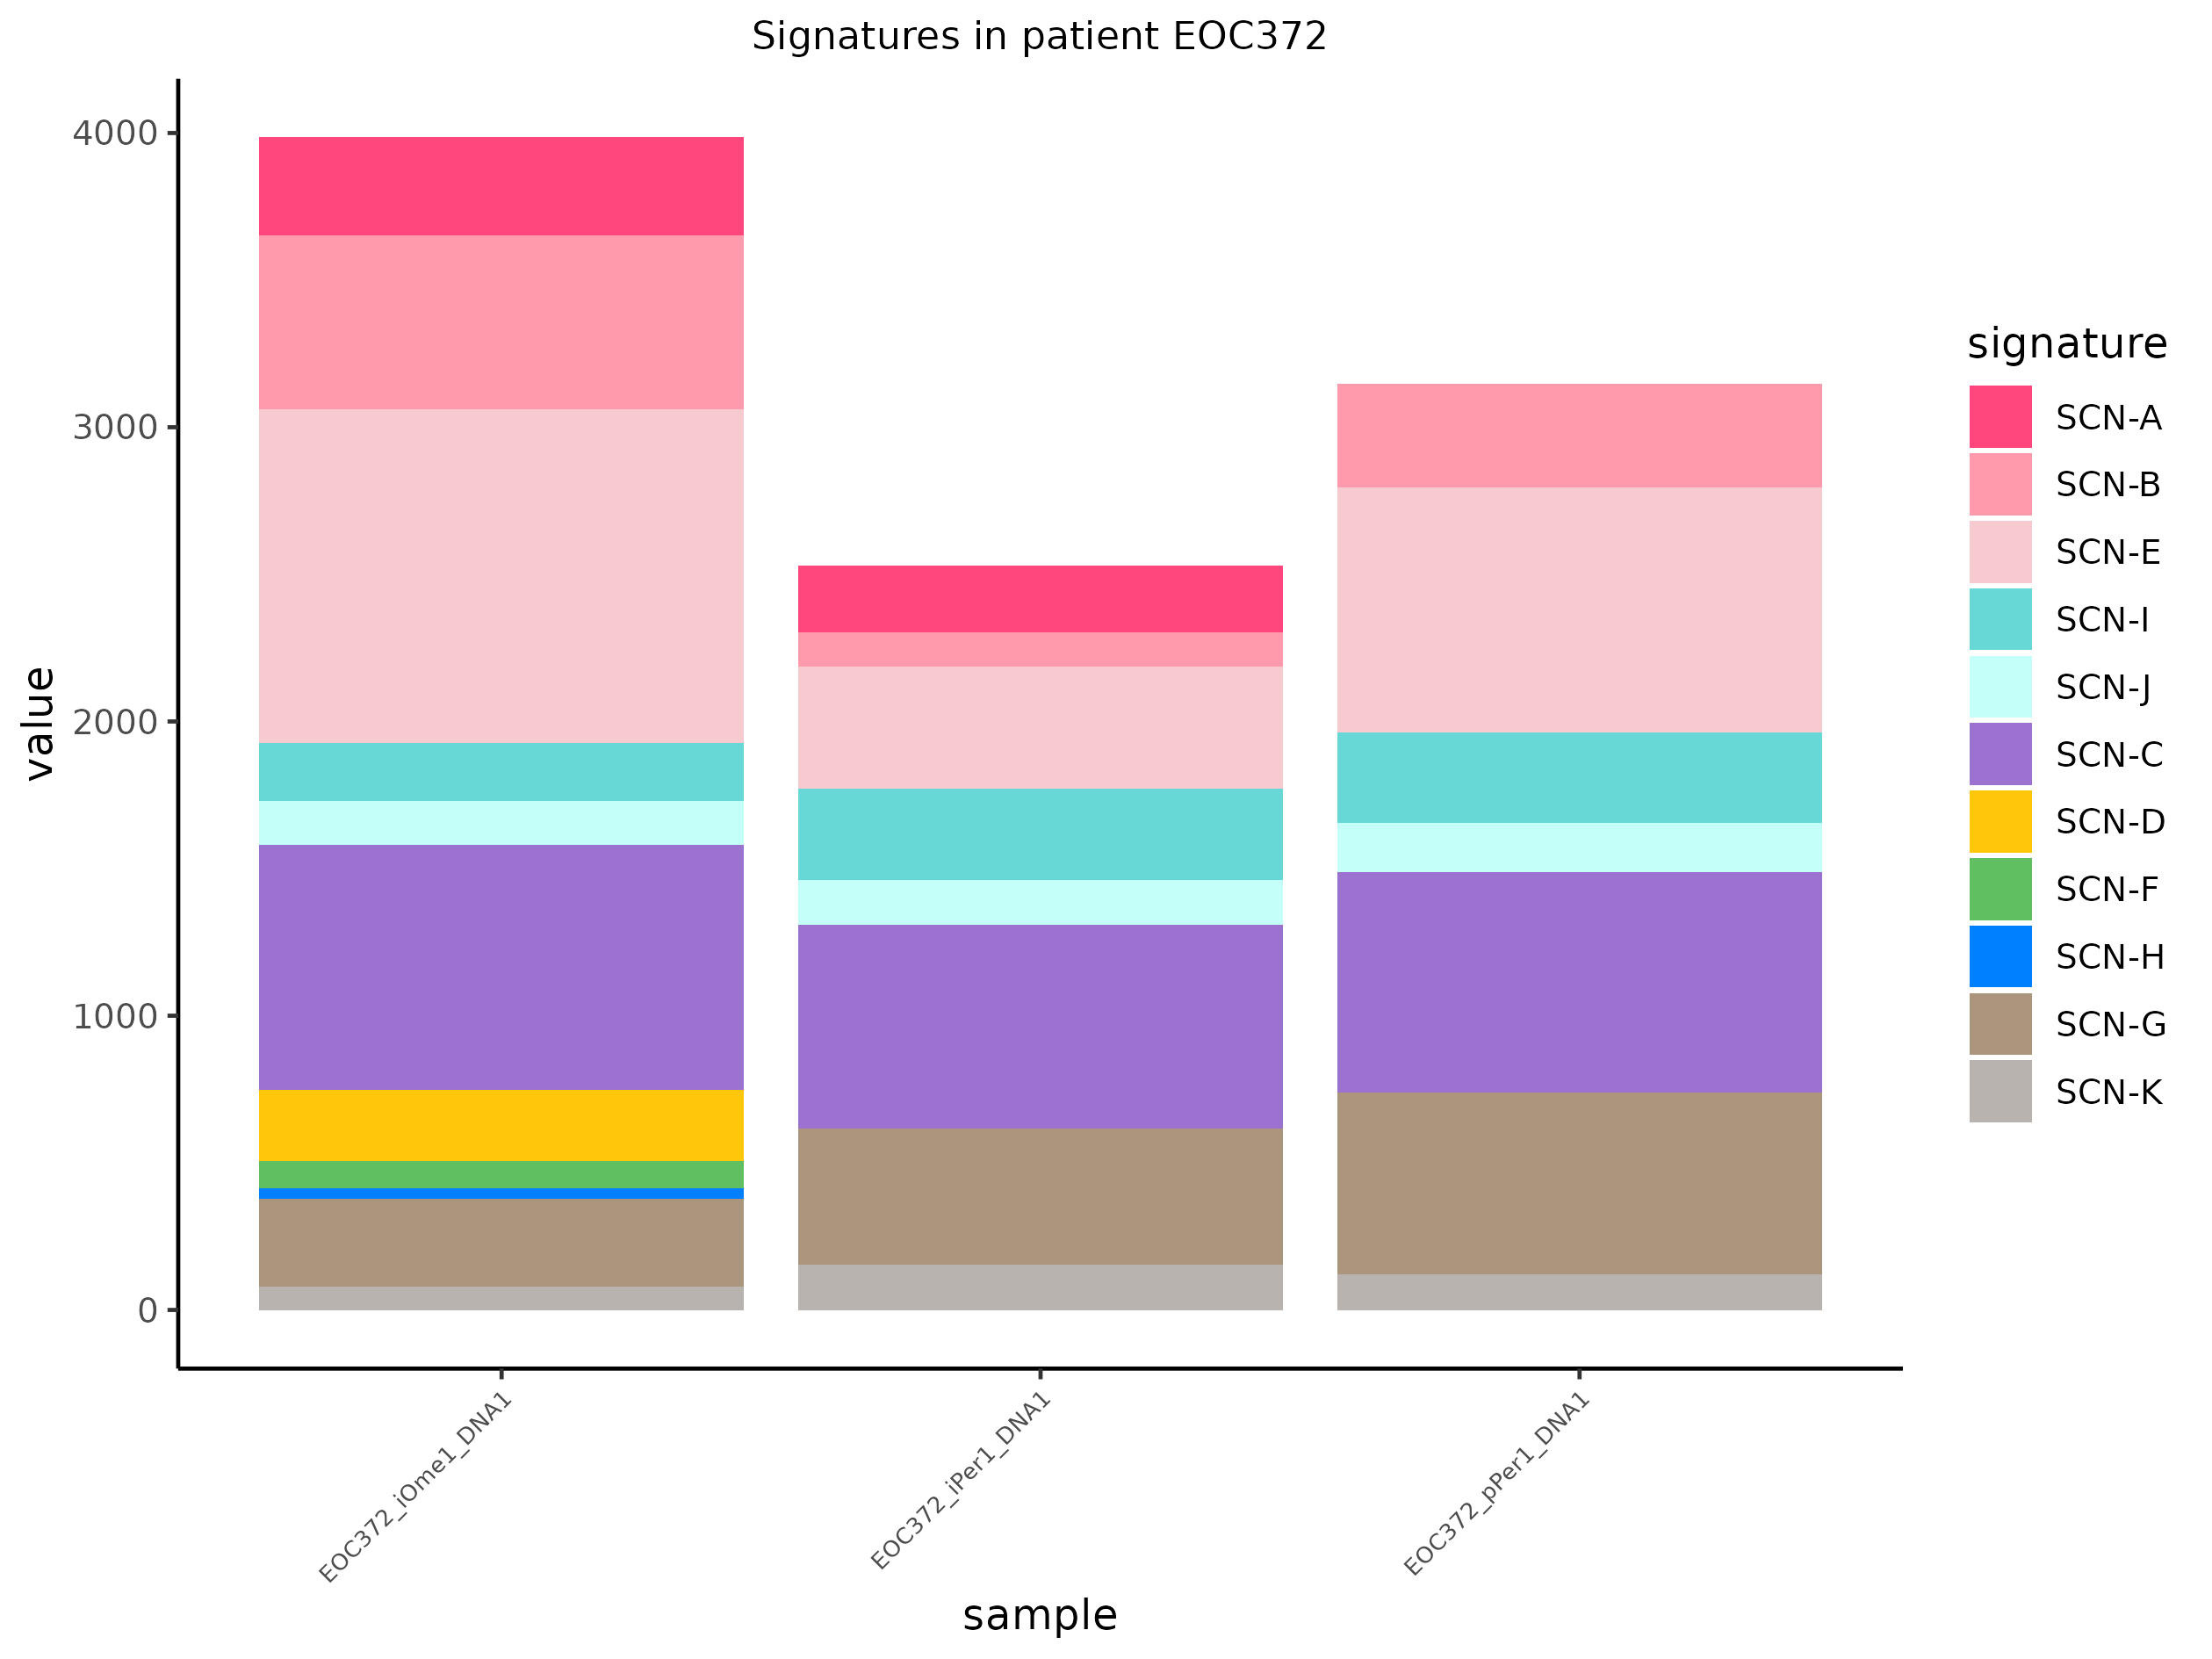 Signatures in patient EOC372
value
4000
3000
2000
1000
0
EOC372_iOme1_DNA1
EOC372_iPer1_DNA1
EOC372_pPer1_DNA1
sample
signature
SCN-A
SCN-B
SCN-E
SCN-I
SCN-J
SCN-C
SCN-D
SCN-F
SCN-H
SCN-G
SCN-K